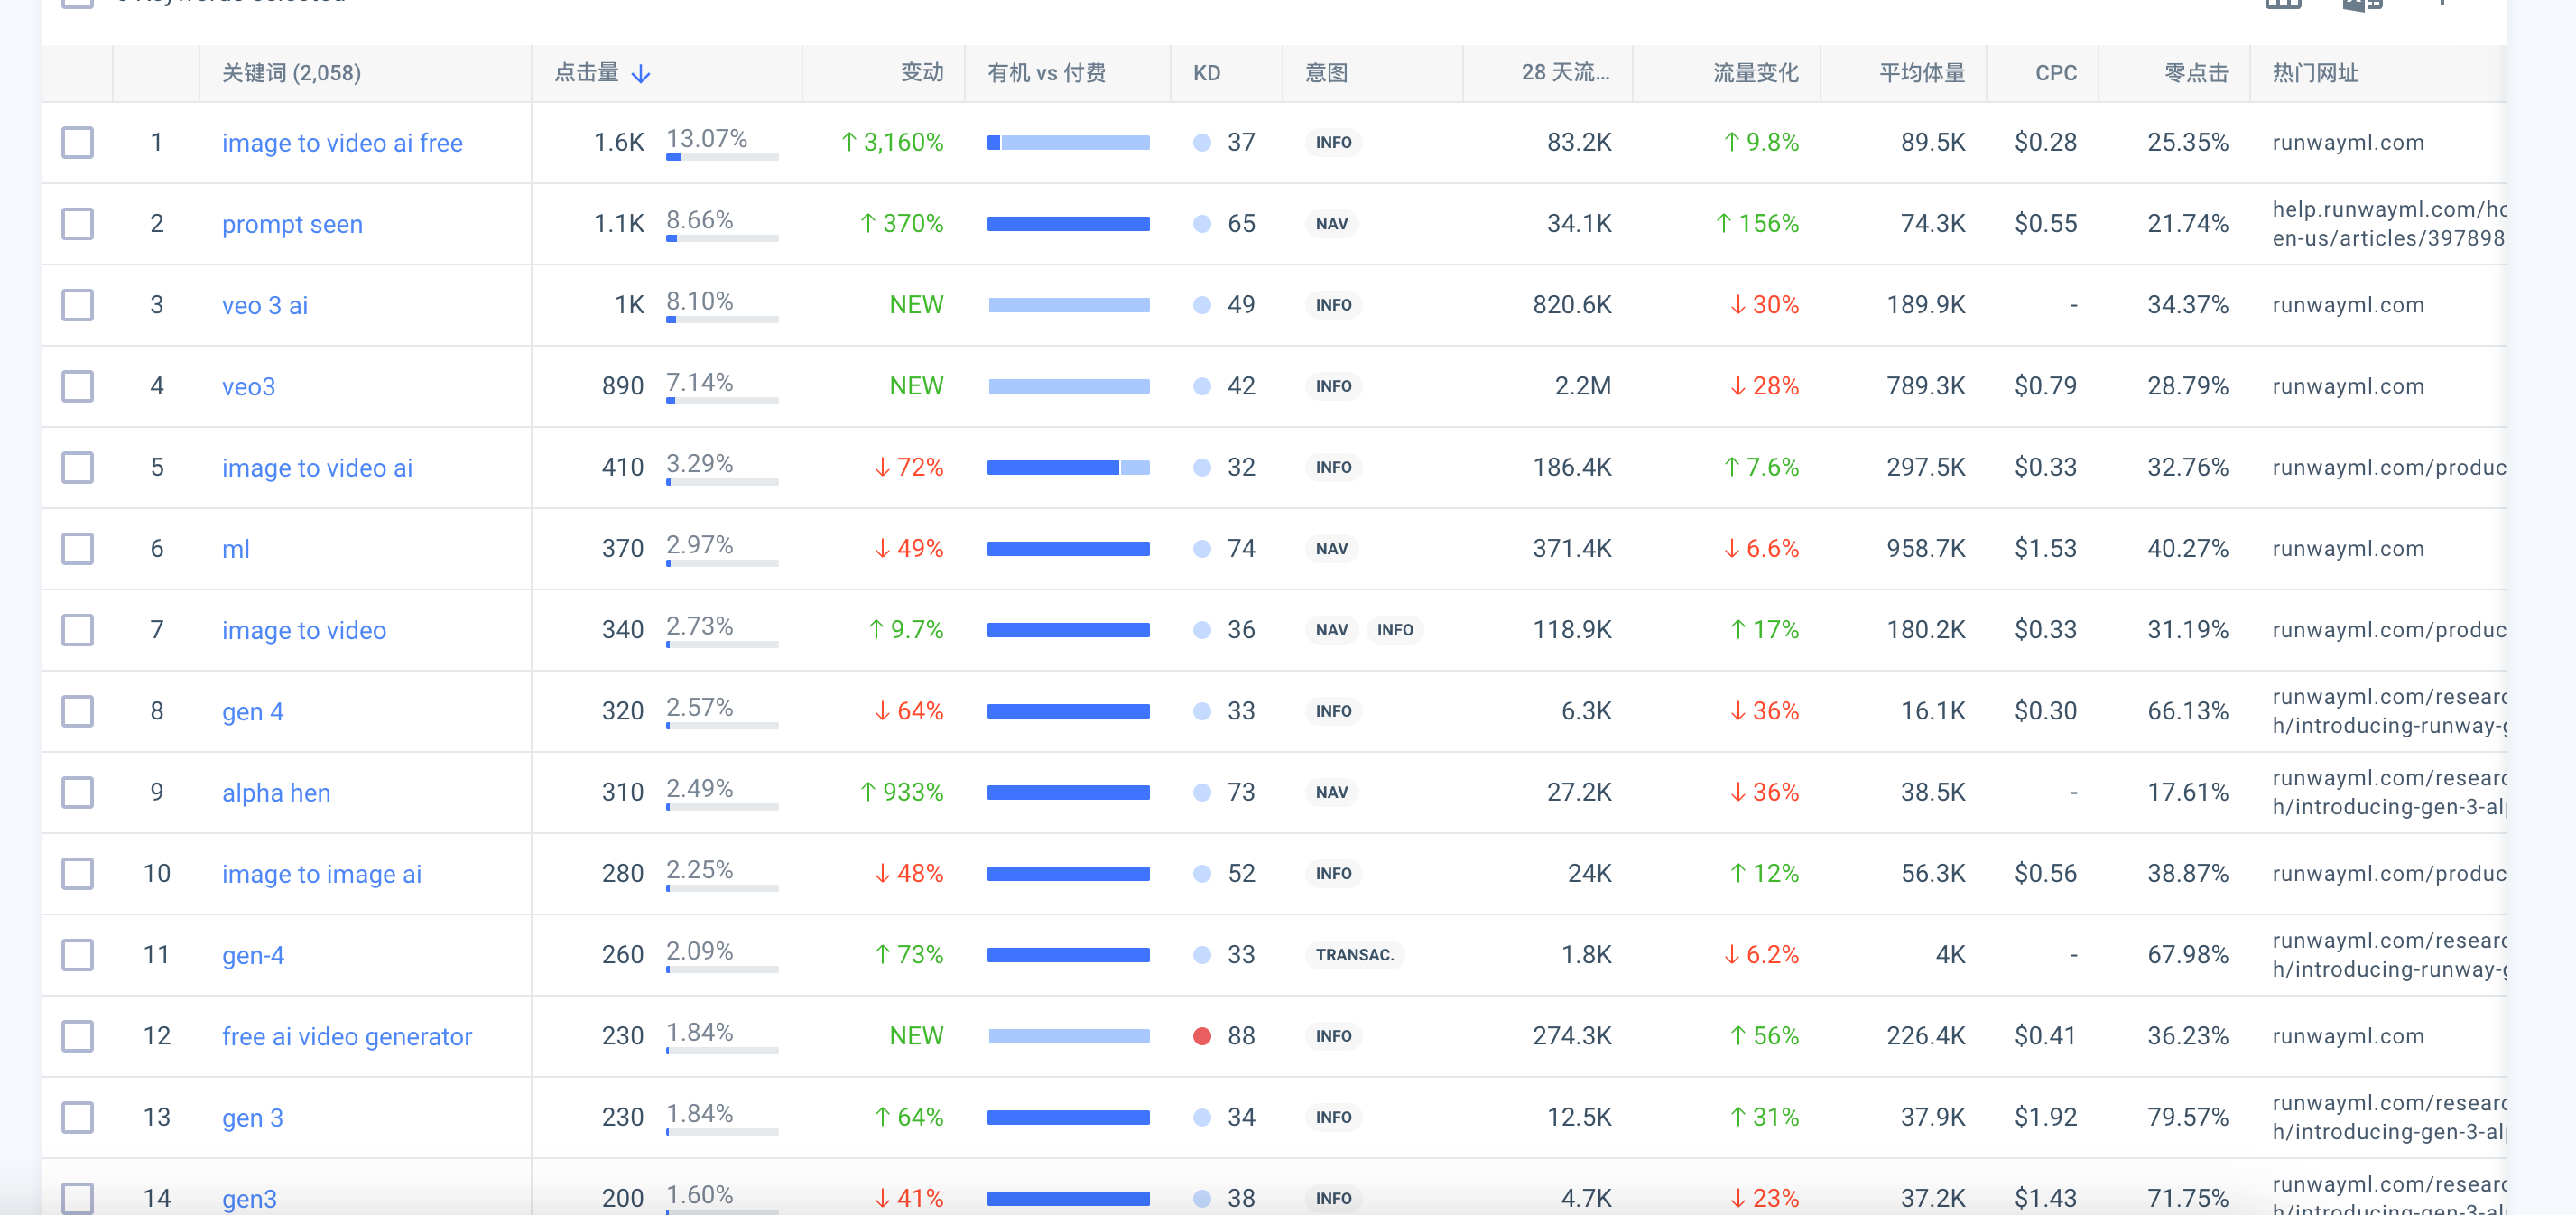 关键词 (2,058) 点击量 ↓ 变动 有机 vs 付费 KD 意图 28 天流... 流量变化 平均体量 CPC 零点击 热门网址
1 image to video ai free 1.6K 13.07% ↑ 3,160% 37 INFO 83.2K ↑ 9.8% 89.5K $0.28 25.35% runwayml.com
2 prompt seen 1.1K 8.66% ↑ 370% 65 NAV 34.1K ↑ 156% 74.3K $0.55 21.74% help.runwayml.com/hc
en-us/articles/397898
3 veo 3 ai 1K 8.10% NEW 49 INFO 820.6K ↓ 30% 189.9K - 34.37% runwayml.com
4 veo3 890 7.14% NEW 42 INFO 2.2M ↓ 28% 789.3K $0.79 28.79% runwayml.com
5 image to video ai 410 3.29% ↓ 72% 32 INFO 186.4K ↑ 7.6% 297.5K $0.33 32.76% runwayml.com/produc
6 ml 370 2.97% ↓ 49% 74 NAV 371.4K ↓ 6.6% 958.7K $1.53 40.27% runwayml.com
7 image to video 340 2.73% ↑ 9.7% 36 NAV INFO 118.9K ↑ 17% 180.2K $0.33 31.19% runwayml.com/produc
8 gen 4 320 2.57% ↓ 64% 33 INFO 6.3K ↓ 36% 16.1K $0.30 66.13% runwayml.com/researc
h/introducing-runway-g
9 alpha hen 310 2.49% ↑ 933% 73 NAV 27.2K ↓ 36% 38.5K - 17.61% runwayml.com/researc
h/introducing-gen-3-al
10 image to image ai 280 2.25% ↓ 48% 52 INFO 24K ↑ 12% 56.3K $0.56 38.87% runwayml.com/produc
11 gen-4 260 2.09% ↑ 73% 33 TRANSAC. 1.8K ↓ 6.2% 4K - 67.98% runwayml.com/researc
h/introducing-runway-g
12 free ai video generator 230 1.84% NEW 88 INFO 274.3K ↑ 56% 226.4K $0.41 36.23% runwayml.com
13 gen 3 230 1.84% ↑ 64% 34 INFO 12.5K ↑ 31% 37.9K $1.92 79.57% runwayml.com/researc
h/introducing-gen-3-al
14 gen3 200 1.60% ↓ 41% 38 INFO 4.7K ↓ 23% 37.2K $1.43 71.75% runwayml.com/researc